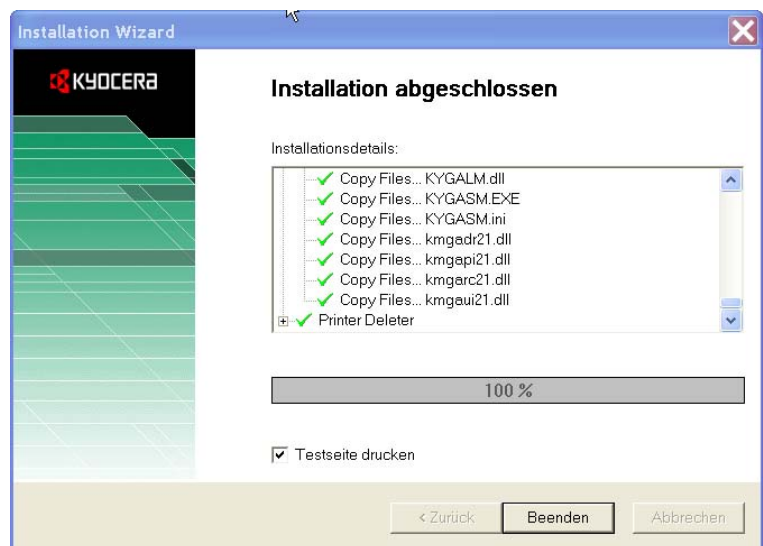 Installation Wizard
KYOCERA
Installation abgeschlossen
Installationsdetails:
Copy Files... KYGALM.dll
Copy Files... KYGASM.EXE
Copy Files... KYGASM.ini
Copy Files... kmgadr21.dll
Copy Files... kmgapi21.dll
Copy Files... kmgarc21.dll
Copy Files... kmgaui21.dll
Printer Deleter
100 %
Testseite drucken
< Zurück
Beenden
Abbrechen